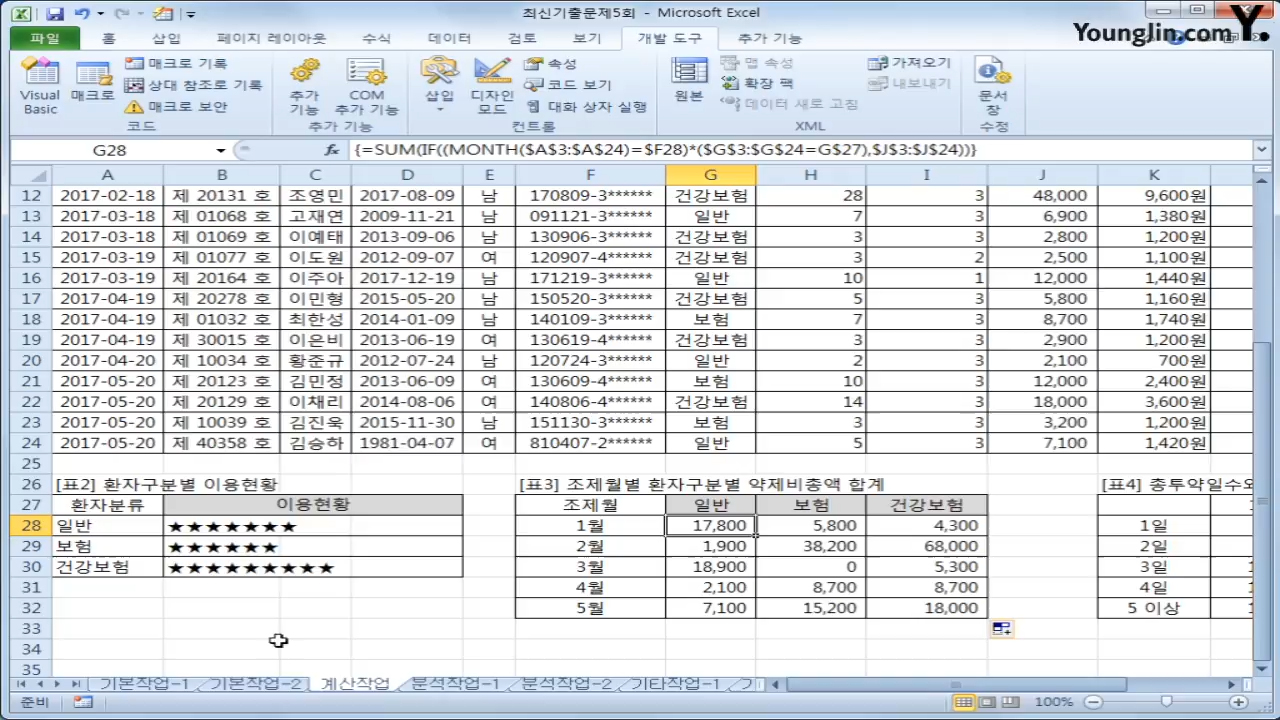 최신기출문제5회 - Microsoft Excel
Younglin.com Y.
파일 홈 삽입 페이지 레이아웃 수식 데이터 검토 보기 개발 도구 추가 기능
Visual Basic
매크로
매크로 기록
상대 참조로 기록
매크로 보안
코드
추가 기능
COM 추가 기능
추가 기능
삽입
디자인 모드
속성
코드 보기
대화 상자 실행
컨트롤
원본
맵 속성
확장 팩
데이터 새로 고침
가져오기
내보내기
XML
문서 창
수정
G28 fx {=SUM(IF((MONTH($A$3:$A$24)=$F28)*($G$3:$G$24=G$27),$J$3:$J$24))}
A B C D E F G H I J K
12 2017-02-18 제 20131 호 조영민 2017-08-09 남 170809-3****** 건강보험 28 3 48,000 9,600원
13 2017-03-18 제 01068 호 고재연 2009-11-21 남 091121-3****** 일반 7 3 6,900 1,380원
14 2017-03-18 제 01069 호 이예태 2013-09-06 남 130906-3****** 건강보험 3 3 2,800 1,200원
15 2017-03-19 제 01077 호 이도원 2012-09-07 여 120907-4****** 건강보험 3 2 2,500 1,100원
16 2017-03-19 제 20164 호 이주아 2017-12-19 남 171219-3****** 일반 10 1 12,000 1,440원
17 2017-04-19 제 20278 호 이민형 2015-05-20 남 150520-3****** 건강보험 5 3 5,800 1,160원
18 2017-04-19 제 01032 호 최한성 2014-01-09 남 140109-3****** 보험 7 3 8,700 1,740원
19 2017-04-19 제 30015 호 이은비 2013-06-19 여 130619-4****** 건강보험 3 3 2,900 1,200원
20 2017-04-20 제 10034 호 황준규 2012-07-24 남 120724-3****** 일반 2 3 2,100 700원
21 2017-05-20 제 20123 호 김민정 2013-06-09 여 130609-4****** 보험 10 3 12,000 2,400원
22 2017-05-20 제 20129 호 이채리 2014-08-06 여 140806-4****** 건강보험 14 3 18,000 3,600원
23 2017-05-20 제 10039 호 김진욱 2015-11-30 남 151130-3****** 보험 3 3 3,200 1,200원
24 2017-05-20 제 40358 호 김승하 1981-04-07 여 810407-2****** 일반 5 3 7,100 1,420원
25
26 [표2] 환자구분별 이용현황 [표3] 조제월별 환자구분별 약제비총액 합계 [표4] 총투약일수와
27 환자분류 이용현황 조제월 일반 보험 건강보험
28 일반 ★★★★★★★ 1월 17,800 5,800 4,300 1일
29 보험 ★★★★★★ 2월 1,900 38,200 68,000 2일
30 건강보험 ★★★★★★★★★ 3월 18,900 0 5,300 3일
31 4월 2,100 8,700 8,700 4일
32 5월 7,100 15,200 18,000 5 이상
33
34
35
기본작업-1 기본작업-2 계산작업 분석작업-1 분석작업-2 기타작업-1
준비 100%